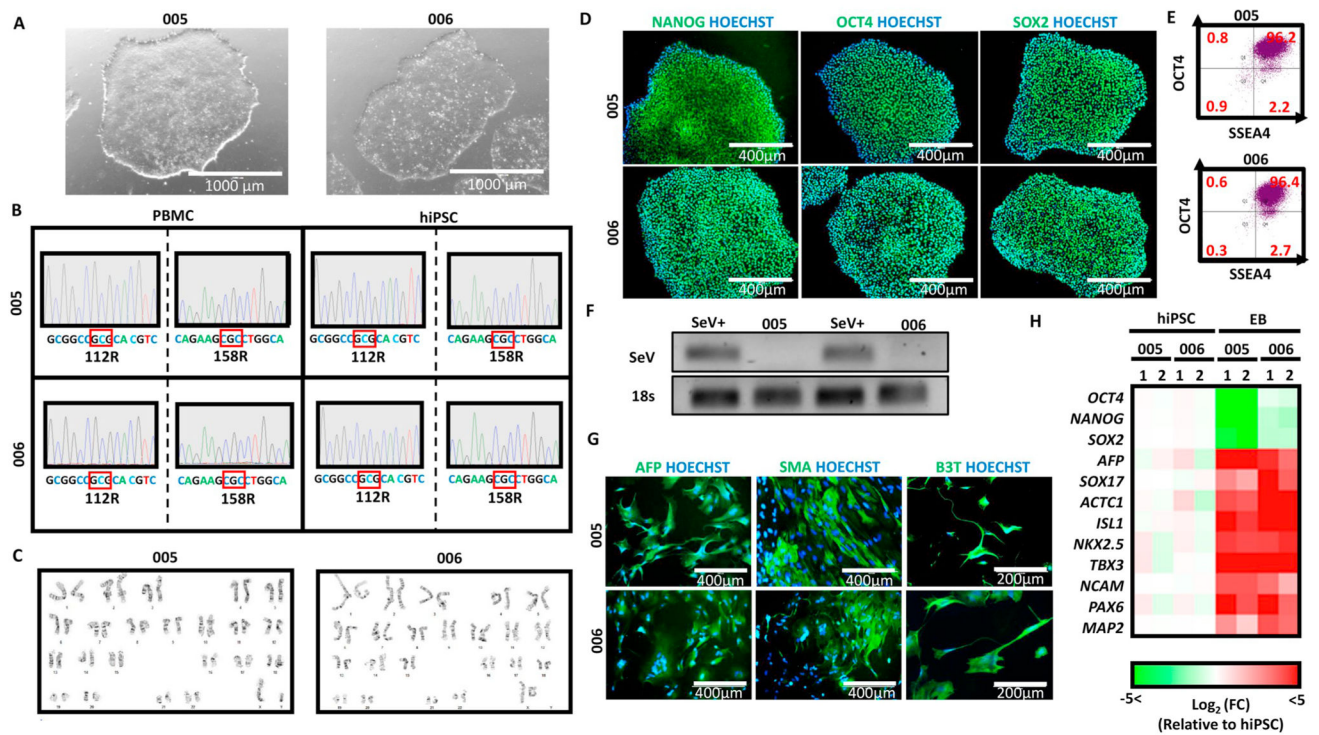 A
005
006
1000 µm
1000 µm
B
PBMC
hiPSC
005
GCGGCCGCGCACGTC
112R
CAGAAGCGCCTGGCA
158R
GCGGCCGCGCACGTC
112R
CAGAAGCGCCTGGCA
158R
006
GCGGCCGCGCACGTC
112R
CAGAAGCGCCTGGCA
158R
GCGGCCGCGCACGTC
112R
CAGAAGCGCCTGGCA
158R
C
005
006
D
NANOG HOECHST
OCT4 HOECHST
SOX2 HOECHST
005
400µm
400µm
400µm
006
400µm
400µm
400µm
E
005
0.8
96.2
OCT4
0.9
2.2
SSEA4
006
0.6
96.4
OCT4
0.3
2.7
SSEA4
F
SeV+
005
SeV+
006
SeV
18s
G
AFP HOECHST
SMA HOECHST
B3T HOECHST
005
400µm
400µm
200µm
006
400µm
400µm
200µm
H
hiPSC
EB
005 006 005 006
1 2 1 2 1 2 1 2
OCT4
NANOG
SOX2
AFP
SOX17
ACTC1
ISL1
NKX2.5
TBX3
NCAM
PAX6
MAP2
-5<
<5
Log2 (FC)
(Relative to hiPSC)